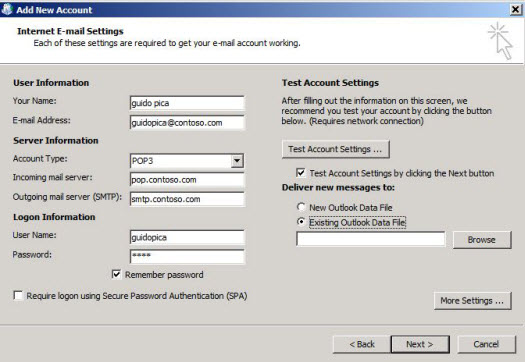 Add New Account
Internet E-mail Settings
Each of these settings are required to get your e-mail account working.
User Information
Your Name:
guido pica
E-mail Address:
guidopica@contoso.com
Server Information
Account Type:
POP3
Incoming mail server:
pop.contoso.com
Outgoing mail server (SMTP):
smtp.contoso.com
Logon Information
User Name:
guidopica
Password:
****
Remember password
Require logon using Secure Password Authentication (SPA)
Test Account Settings
After filling out the information on this screen, we
recommend you test your account by clicking the button
below. (Requires network connection)
Test Account Settings ...
Test Account Settings by clicking the Next button
Deliver new messages to:
New Outlook Data File
Existing Outlook Data File
Browse
More Settings ...
< Back
Next >
Cancel